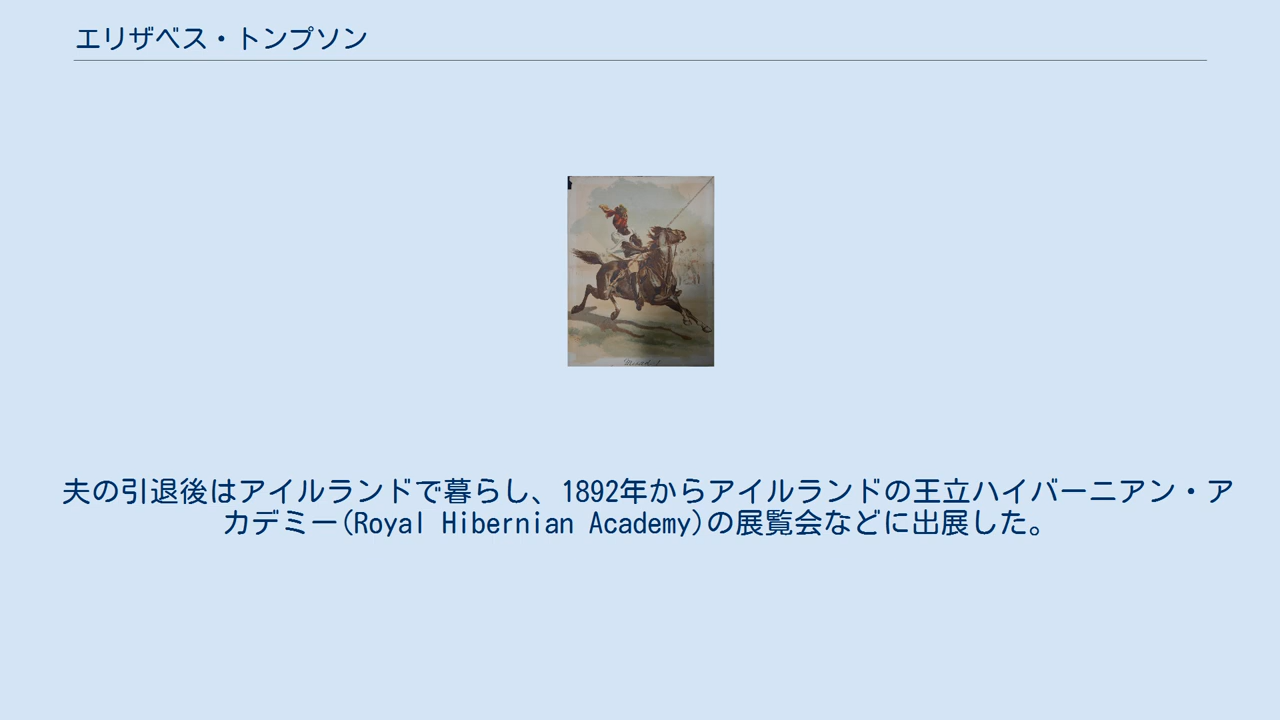 エリザベス・トンプソン
夫の引退後はアイルランドで暮らし、1892年からアイルランドの王立ハイバーニアン・ア
カデミー(Royal Hibernian Academy)の展覧会などに出展した。